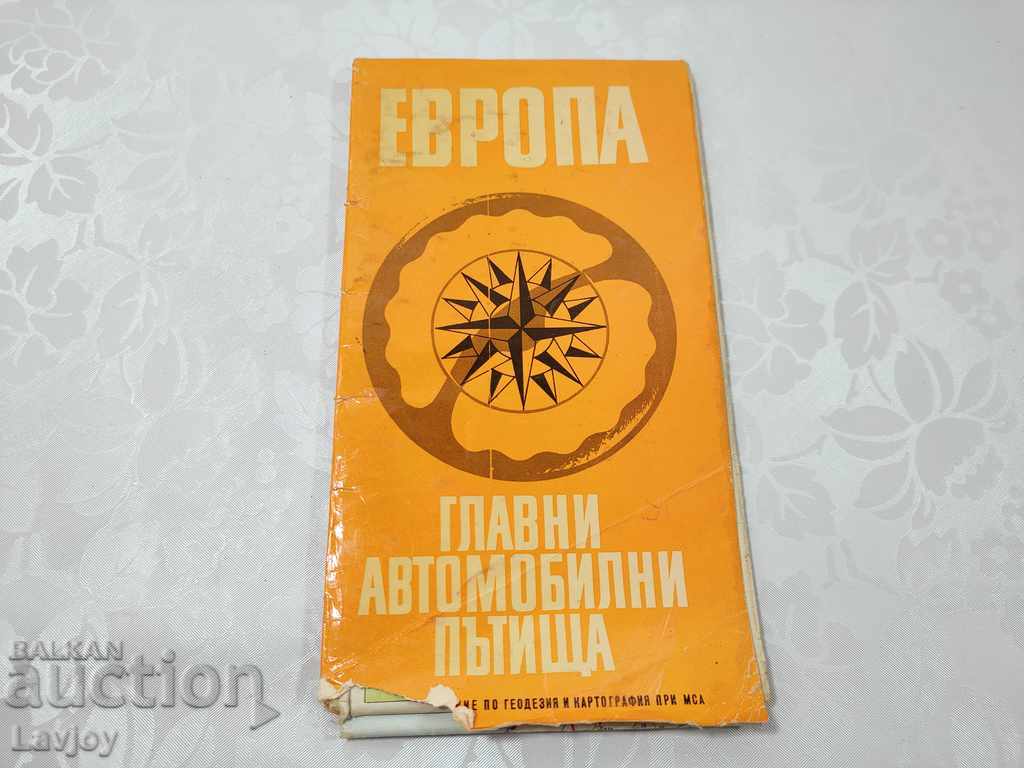 ЕВРОПА
ГЛАВНИ
АВТОМОБИЛНИ
ПЪТИЩА
ПО ГЕОДЕЗИЯ И КАРТОГРАФИЯ ПРИ МСА
BALKAN
auction
Lavjoy